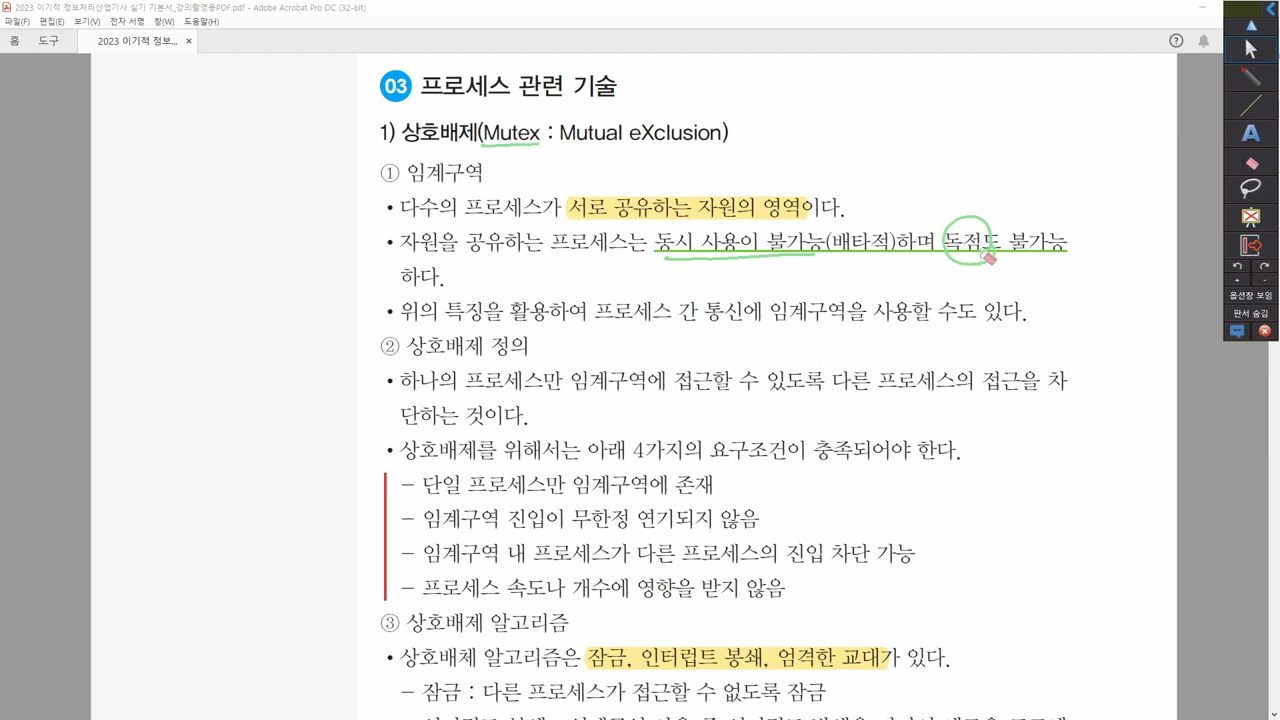 2023 이기적 정보처리산업기사 실기 기본서_강의촬영용PDF.pdf - Adobe Acrobat Pro DC (32-bit)
파일(F) 편집(E) 보기(V) 전자 서명 창(W) 도움말(H)
홈 도구 2023 이기적 정보... ×
03 프로세스 관련 기술
1) 상호배제(Mutex : Mutual eXclusion)
① 임계구역
• 다수의 프로세스가 서로 공유하는 자원의 영역이다.
• 자원을 공유하는 프로세스는 동시 사용이 불가능(배타적)하며 독점도 불가능
하다.
• 위의 특징을 활용하여 프로세스 간 통신에 임계구역을 사용할 수도 있다.
② 상호배제 정의
• 하나의 프로세스만 임계구역에 접근할 수 있도록 다른 프로세스의 접근을 차
단하는 것이다.
• 상호배제를 위해서는 아래 4가지의 요구조건이 충족되어야 한다.
– 단일 프로세스만 임계구역에 존재
– 임계구역 진입이 무한정 연기되지 않음
– 임계구역 내 프로세스가 다른 프로세스의 진입 차단 가능
– 프로세스 속도나 개수에 영향을 받지 않음
③ 상호배제 알고리즘
• 상호배체 알고리즘은 잠금, 인터럽트 봉쇄, 엄격한 교대가 있다.
– 잠금 : 다른 프로세스가 접근할 수 없도록 잠금
A
+ -
옵션창 보임
판서 숨김